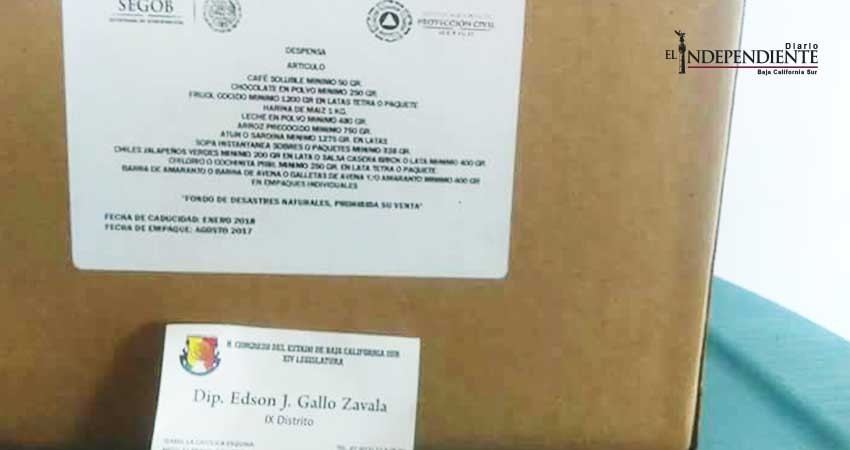 SEGOB
PROTECCIÓN CIVIL
MÉXICO
DESPENSA
ARTICULO
CAFÉ SOLUBLE MINIMO 50 GR.
CHOCOLATE EN POLVO MINIMO 250 GR.
FRIJOL COCIDO MINIMO 1200 GR EN LATAS TETRA O PAQUETE
HARINA DE MAIZ 1 KG.
LECHE EN POLVO MINIMO 480 GR.
ARROZ PRECOCIDO MINIMO 750 GR.
ATUN O SARDINA MINIMO 1275 GR. EN LATAS
SOPA INSTANTANEA SOBRES O PAQUETES MINIMO 338 GR.
CHILES JALAPEÑOS VERDES MINIMO 200 GR EN LATA O SALSA CASERA BRICK O LATA MINIMO 400 GR.
CHILORIO O COCHINITA PIBIL MINIMO 250 GR. EN LATA TETRA O PAQUETE
BARRA DE AMARANTO O BARRA DE AVENA O GALLETAS DE AVENA Y/O AMARANTO MINIMO 400 GR
EN EMPAQUES INDIVIDUALES
"FONDO DE DESASTRES NATURALES, PROHIBIDA SU VENTA"
FECHA DE CADUCIDAD: ENERO 2018
FECHA DE EMPAQUE: AGOSTO 2017
H. CONGRESO DEL ESTADO DE BAJA CALIFORNIA SUR
XIV LEGISLATURA
Dip. Edson J. Gallo Zavala
IX Distrito
ISABEL LA CATOLICA ESQUINA
Diario
EL INDEPENDIENTE
Baja California Sur